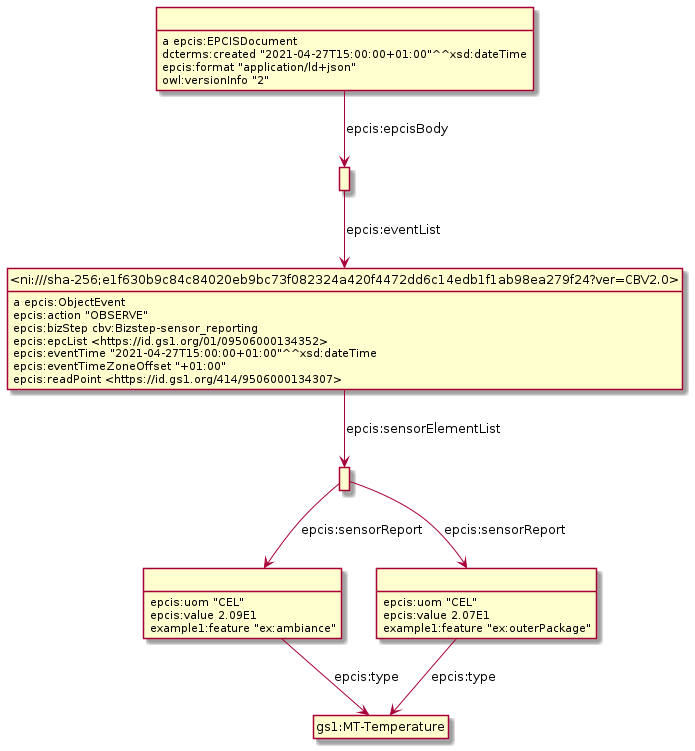 a epcis:EPCISDocument
dcterms:created "2021-04-27T15:00:00+01:00"^^xsd:dateTime
epcis:format "application/ld+json"
owl:versionInfo "2"
epcis:epcisBody
epcis:eventList
<ni:///sha-256;e1f630b9c84c84020eb9bc73f082324a420f4472dd6c14edb1f1ab98ea279f24?ver=CBV2.0>
a epcis:ObjectEvent
epcis:action "OBSERVE"
epcis:bizStep cbv:Bizstep-sensor_reporting
epcis:epcList <https://id.gs1.org/01/09506000134352>
epcis:eventTime "2021-04-27T15:00:00+01:00"^^xsd:dateTime
epcis:eventTimeZoneOffset "+01:00"
epcis:readPoint <https://id.gs1.org/414/9506000134307>
epcis:sensorElementList
epcis:sensorReport
epcis:sensorReport
epcis:uom "CEL"
epcis:value 2.09E1
example1:feature "ex:ambiance"
epcis:uom "CEL"
epcis:value 2.07E1
example1:feature "ex:outerPackage"
epcis:type
epcis:type
gs1:MT-Temperature